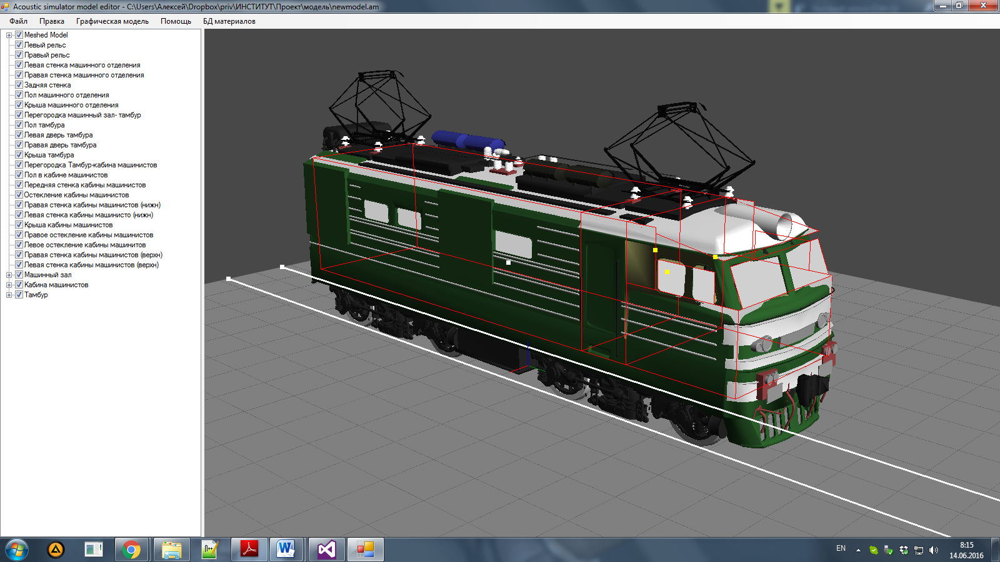 Acoustic simulator model editor - C:\Users\Алексей\Dropbox\priv\ИНСТИТУТ\Проект\модель\newmodel.am
Файл Правка Графическая модель Помощь БД материалов
Meshed Model
Левый рельс
Правый рельс
Левая стенка машинного отделения
Правая стенка машинного отделения
Задняя стенка
Пол машинного отделения
Крыша машинного отделения
Перегородка машинный зал- тамбур
Пол тамбура
Левая дверь тамбура
Правая дверь тамбура
Крыша тамбура
Перегородка Тамбур-кабина машинистов
Пол в кабине машинистов
Передняя стенка кабины машинистов
Остекление кабины машинистов
Правая стенка кабины машинистов (нижн)
Левая стенка кабины машинисто (нижн)
Крыша кабины машинистов
Правое остекление кабины машинистов
Левое остекление кабины машинитов
Правая стенка кабины машинистов (верхн)
Левая стенка кабины машинистов (верхн)
Машинный зал
Кабина машинистов
Тамбур
EN
8:15
14.06.2016